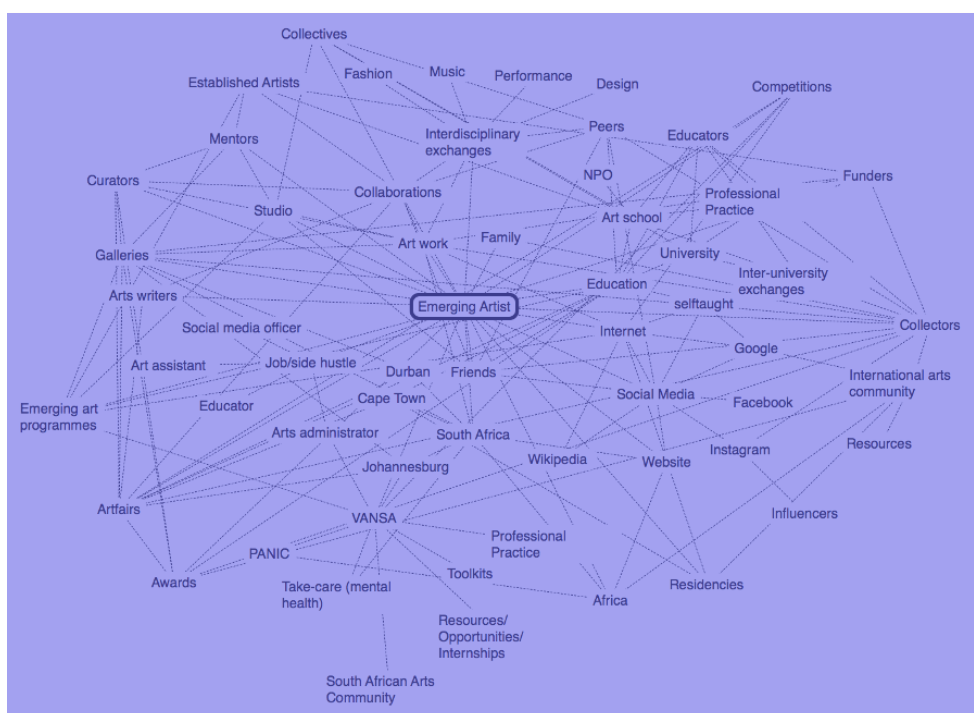 Collectives
Fashion
Music
Performance
Established Artists
Design
Competitions
Interdisciplinary
exchanges
Peers
Educators
Mentors
NPO
Funders
Curators
Collaborations
Professional
Practice
Studio
Art school
Art work
Family
Galleries
University
Inter-university
exchanges
Arts writers
Education
Emerging Artist
selftaught
Social media officer
Internet
Collectors
Google
Art assistant
Job/side hustle
Durban
Friends
International arts
community
Cape Town
Social Media
Facebook
Emerging art
programmes
Educator
Arts administrator
South Africa
Resources
Instagram
Johannesburg
Wikipedia
Website
Artfairs
VANSA
Influencers
Professional
Practice
PANIC
Toolkits
Awards
Take-care (mental
health)
Residencies
Africa
Resources/
Opportunities/
Internships
South African Arts
Community